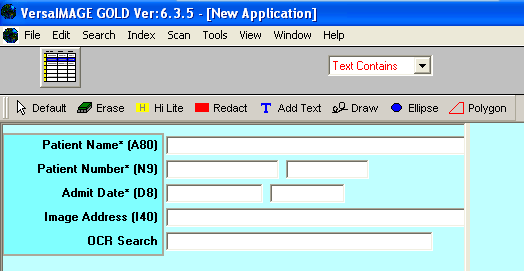 VersaIMAGE GOLD Ver:6.3.5 - [New Application]
File Edit Search Index Scan Tools View Window Help
Text Contains
Default Erase Hi Lite Redact Add Text Draw Ellipse Polygon
Patient Name* (A80)
Patient Number* (N9)
Admit Date* (D8)
Image Address (I40)
OCR Search